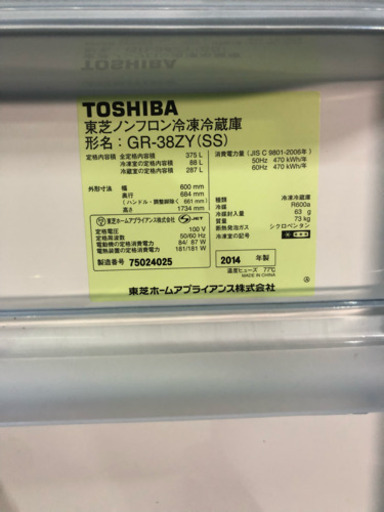 TOSHIBA
東芝ノンフロン冷凍冷蔵庫
形名：GR-38ZY(SS)
定格内容積 全定格内容積 375 L
冷凍室の定格内容積 88 L
冷蔵室の定格内容積 287 L
消費電力量 (JIS C 9801-2006年)
50Hz 470 kWh/年
60Hz 470 kWh/年
外形寸法 幅 600 mm
奥行 684 mm
(ハンドル・調整脚除く 661 mm)
高さ 1734 mm
種類 冷凍冷蔵庫
冷媒 R600a
冷媒封入量 63 g
質量 73 kg
断熱発泡ガス シクロペンタン
冷凍室の記号
東芝ホームアプライアンス株式会社 JET
定格電圧 100 V
定格周波数 50/60 Hz
電動機の定格消費電力 84/ 87 W
電熱装置の定格消費電力 181/181 W
製造番号 75024025
2014 年製
温度ヒューズ 77℃
MADE IN CHINA
東芝ホームアプライアンス株式会社